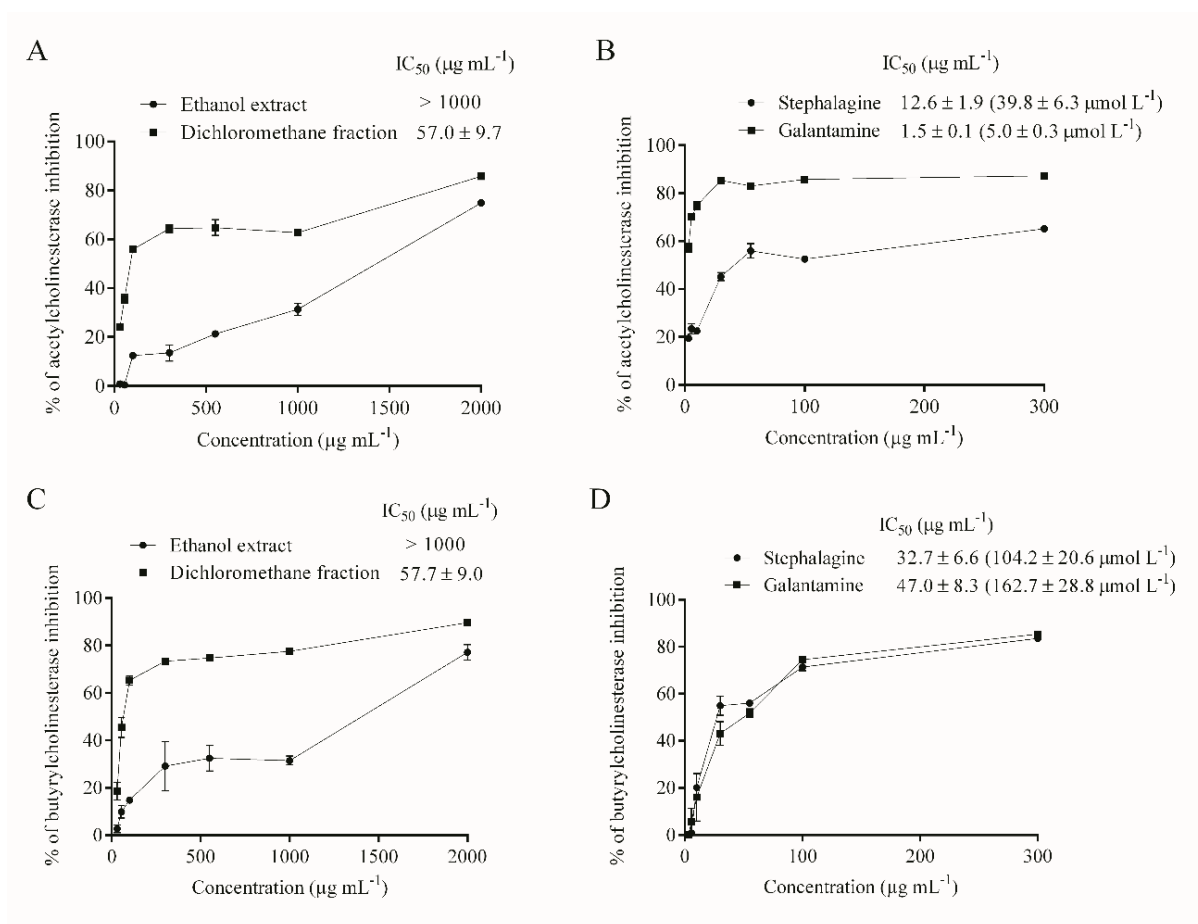 A
IC50 (µg mL-1)
Ethanol extract > 1000
Dichloromethane fraction 57.0 ± 9.7
% of acetylcholinesterase inhibition
100
80
60
40
20
0
0 500 1000 1500 2000
Concentration (µg mL-1)
B
IC50 (µg mL-1)
Stephalagine 12.6 ± 1.9 (39.8 ± 6.3 µmol L-1)
Galantamine 1.5 ± 0.1 (5.0 ± 0.3 µmol L-1)
% of acetylcholinesterase inhibition
100
80
60
40
20
0
0 100 200 300
Concentration (µg mL-1)
C
IC50 (µg mL-1)
Ethanol extract > 1000
Dichloromethane fraction 57.7 ± 9.0
% of butyrylcholinesterase inhibition
100
80
60
40
20
0
0 500 1000 1500 2000
Concentration (µg mL-1)
D
IC50 (µg mL-1)
Stephalagine 32.7 ± 6.6 (104.2 ± 20.6 µmol L-1)
Galantamine 47.0 ± 8.3 (162.7 ± 28.8 µmol L-1)
% of butyrylcholinesterase inhibition
100
80
60
40
20
0
0 100 200 300
Concentration (µg mL-1)